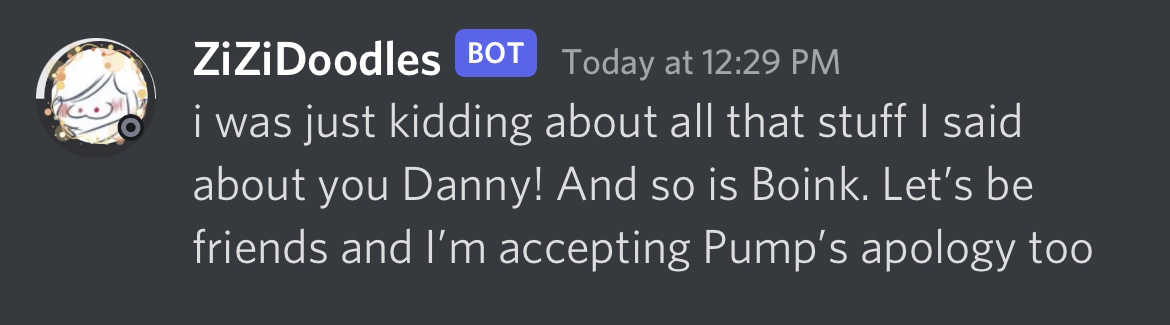 ZiZiDoodles BOT Today at 12:29 PM
i was just kidding about all that stuff I said
about you Danny! And so is Boink. Let’s be
friends and I’m accepting Pump’s apology too